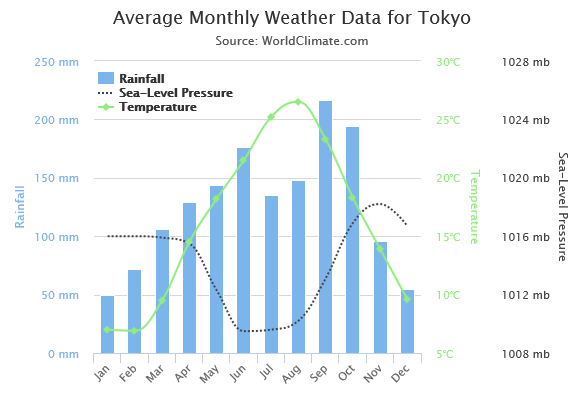 Average Monthly Weather Data for Tokyo
Source: WorldClimate.com
250 mm 30°C 1028 mb
Rainfall
Sea-Level Pressure
Temperature
200 mm 25°C 1024 mb
150 mm 20°C 1020 mb
100 mm 15°C 1016 mb
50 mm 10°C 1012 mb
0 mm 5°C 1008 mb
Rainfall
Temperature
Sea-Level Pressure
Jan Feb Mar Apr May Jun Jul Aug Sep Oct Nov Dec